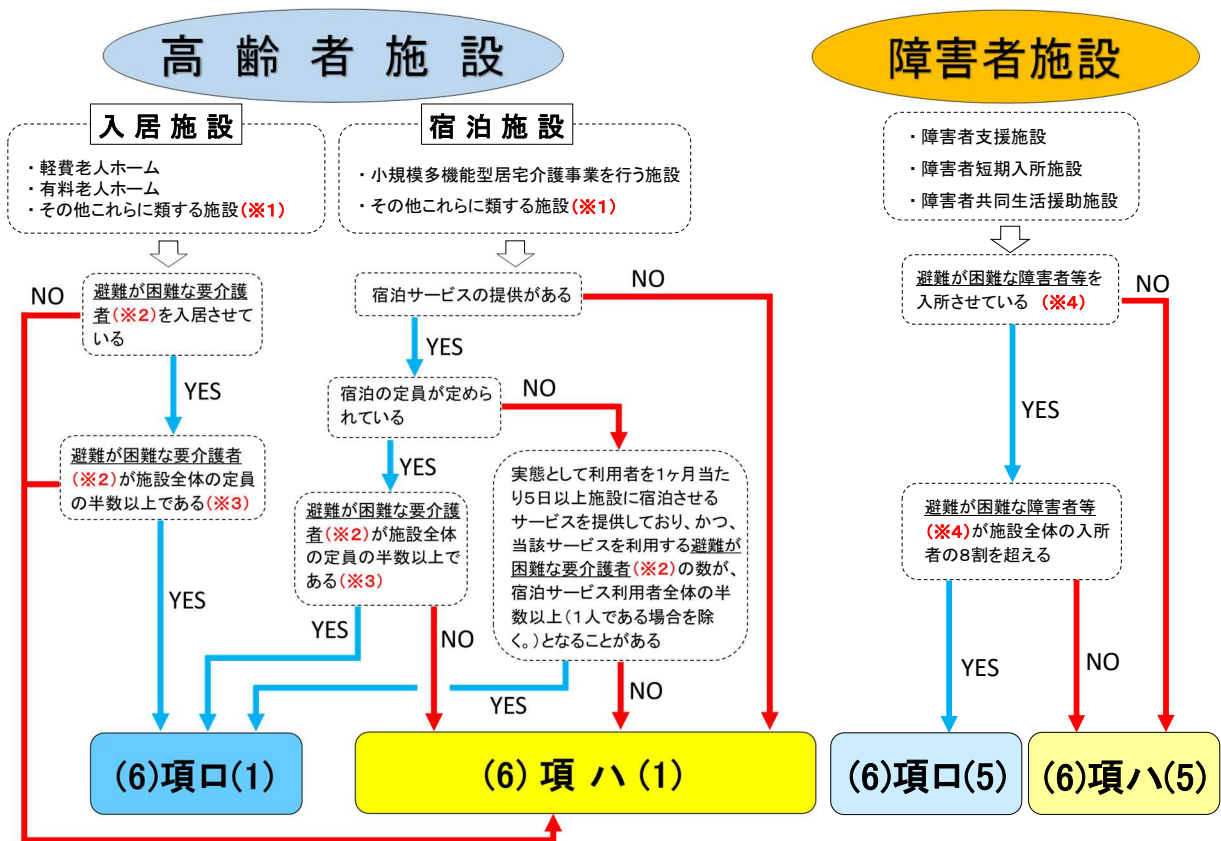 高齢者施設
障害者施設
入居施設
・軽費老人ホーム
・有料老人ホーム
・その他これらに類する施設(※1)
宿泊施設
・小規模多機能型居宅介護事業を行う施設
・その他これらに類する施設(※1)
・障害者支援施設
・障害者短期入所施設
・障害者共同生活援助施設
NO
避難が困難な要介護
者(※2)を入居させて
いる
YES
避難が困難な要介護者
(※2)が施設全体の定員
の半数以上である(※3)
YES
宿泊サービスの提供がある
NO
YES
宿泊の定員が定めら
れている
NO
YES
避難が困難な要介護
者(※2)が施設全体
の定員の半数以上で
ある(※3)
YES
NO
実態として利用者を1ヶ月当た
り5日以上施設に宿泊させる
サービスを提供しており、かつ、
当該サービスを利用する避難が
困難な要介護者(※2)の数が、
宿泊サービス利用者全体の半
数以上(1人である場合を除
く。)となることがある
YES
NO
避難が困難な障害者等を
入所させている (※4)
NO
YES
避難が困難な障害者等
(※4)が施設全体の入所
者の8割を超える
YES
NO
(6)項ロ(1)
(6)項ハ(1)
(6)項ロ(5)
(6)項ハ(5)